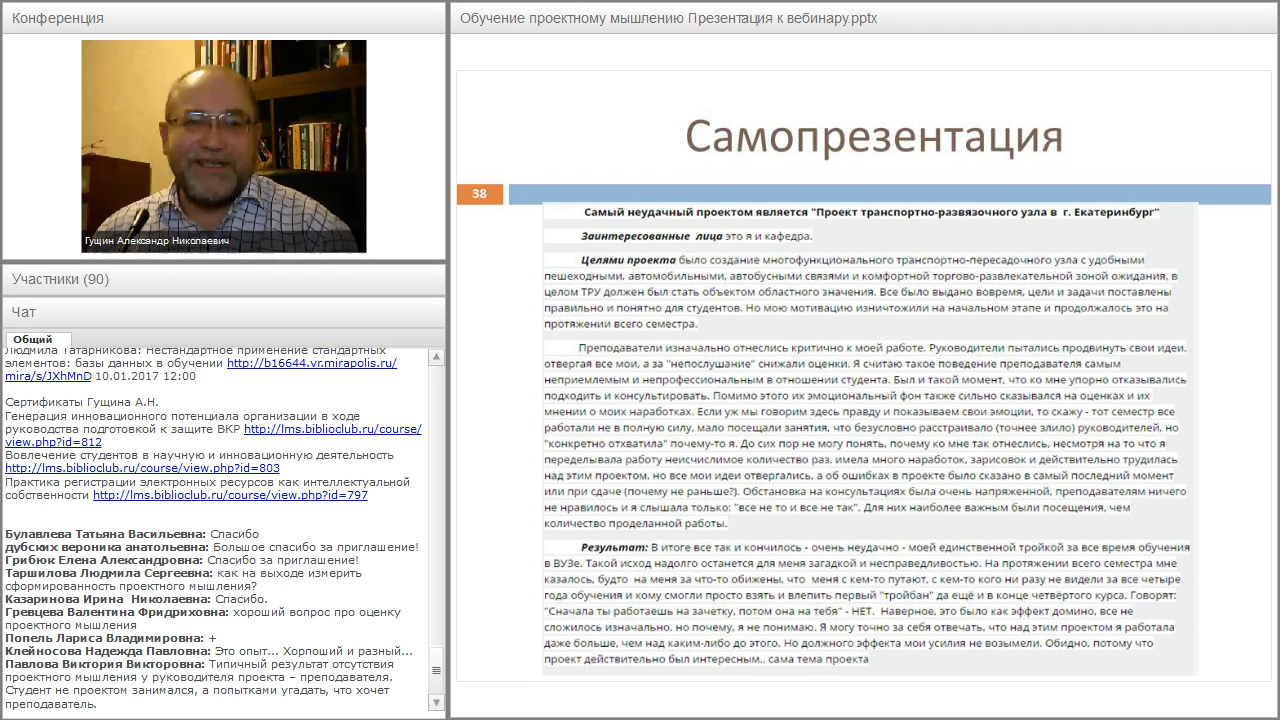 Конференция
Гущин Александр Николаевич
Участники (90)
Чат
Общий
Людмила Татарникова: Нестандартное применение стандартных
элементов: базы данных в обучении http://b16644.vr.mirapolis.ru/
mira/s/JXhMnD 10.01.2017 12:00
Сертификаты Гущина А.Н.
Генерация инновационного потенциала организации в ходе
руководства подготовкой к защите ВКР http://lms.biblioclub.ru/course/
view.php?id=812
Вовлечение студентов в научную и инновационную деятельность
http://lms.biblioclub.ru/course/view.php?id=803
Практика регистрации электронных ресурсов как интеллектуальной
собственности http://lms.biblioclub.ru/course/view.php?id=797
Булавлева Татьяна Васильевна: Спасибо
дубских вероника анатольевна: Большое спасибо за приглашение!
Грибюк Елена Александровна: Спасибо за приглашение!
Таршилова Людмила Сергеевна: как на выходе измерить
сформированность проектного мышления?
Казаринова Ирина Николаевна: Спасибо.
Гревцева Валентина Фридриховна: хороший вопрос про оценку
проектного мышления
Попель Лариса Владимировна: +
Клейносова Надежда Павловна: Это опыт... Хороший и разный...
Павлова Виктория Викторовна: Типичный результат отсутствия
проектного мышления у руководителя проекта – преподавателя.
Студент не проектом занимался, а попытками угадать, что хочет
преподаватель.
Обучение проектному мышлению Презентация к вебинару.pptx
Самопрезентация
38
Самый неудачный проектом является "Проект транспортно-развязочного узла в г. Екатеринбург"
Заинтересованные лица это я и кафедра.
Целями проекта было создание многофункционального транспортно-пересадочного узла с удобными
пешеходными, автомобильными, автобусными связями и комфортной торгово-развлекательной зоной ожидания, в
целом ТРУ должен был стать объектом областного значения. Все было выдано вовремя, цели и задачи поставлены
правильно и понятно для студентов. Но мою мотивацию изничтожили на начальном этапе и продолжалось это на
протяжении всего семестра.
Преподаватели изначально отнеслись критично к моей работе. Руководители пытались продвинуть свои идеи,
отвергая все мои, а за "непослушание" снижали оценки. Я считаю такое поведение преподавателя самым
неприемлемым и непрофессиональным в отношении студента. Был и такой момент, что ко мне упорно отказывались
подходить и консультировать. Помимо этого их эмоциональный фон также сильно сказывался на оценках и их
мнении о моих наработках. Если уж мы говорим здесь правду и показываем свои эмоции, то скажу - тот семестр все
работали не в полную силу, мало посещали занятия, что безусловно расстраивало (точнее злило) руководителей, но
"конкретно отхватила" почему-то я. До сих пор не могу понять, почему ко мне так отнеслись, несмотря на то что я
переделывала работу неисчислимое количество раз, имела много наработок, зарисовок и действительно трудилась
над этим проектом, но все мои идеи отвергались, а об ошибках в проекте было сказано в самый последний момент
или при сдаче (почему не раньше?). Обстановка на консультациях была очень напряженной, преподавателям ничего
не нравилось и я слышала только: "все не то и все не так". Для них наиболее важным были посещения, чем
количество проделанной работы.
Результат: В итоге все так и кончилось - очень неудачно - моей единственной тройкой за все время обучения
в ВУЗе. Такой исход надолго останется для меня загадкой и несправедливостью. На протяжении всего семестра мне
казалось, будто на меня за что-то обижены, что меня с кем-то путают, с кем-то кого ни разу не видели за все четыре
года обучения и кому смогли просто взять и влепить первый "тройбан" да ещё и в конце четвёртого курса. Говорят:
"Сначала ты работаешь на зачетку, потом она на тебя" - НЕТ. Наверное, это было как эффект домино, все не
сложилось изначально, но почему, я не понимаю. Я могу точно за себя отвечать, что над этим проектом я работала
даже больше, чем над каким-либо до этого. Но должного эффекта мои усилия не возымели. Обидно, потому что
проект действительно был интересным.. сама тема проекта